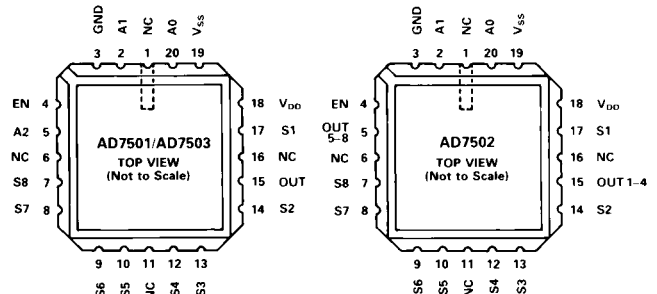 GND A1 NC A0 VSS
3 2 1 20 19
EN 4
A2 5
NC 6
S8 7
S7 8
AD7501/AD7503
TOP VIEW
(Not to Scale)
18 VDD
17 S1
16 NC
15 OUT
14 S2
9 10 11 12 13
S6 S5 NC S4 S3
GND A1 NC A0 VSS
3 2 1 20 19
EN 4
OUT
5–8 5
NC 6
S8 7
S7 8
AD7502
TOP VIEW
(Not to Scale)
18 VDD
17 S1
16 NC
15 OUT 1–4
14 S2
9 10 11 12 13
S6 S5 NC S4 S3